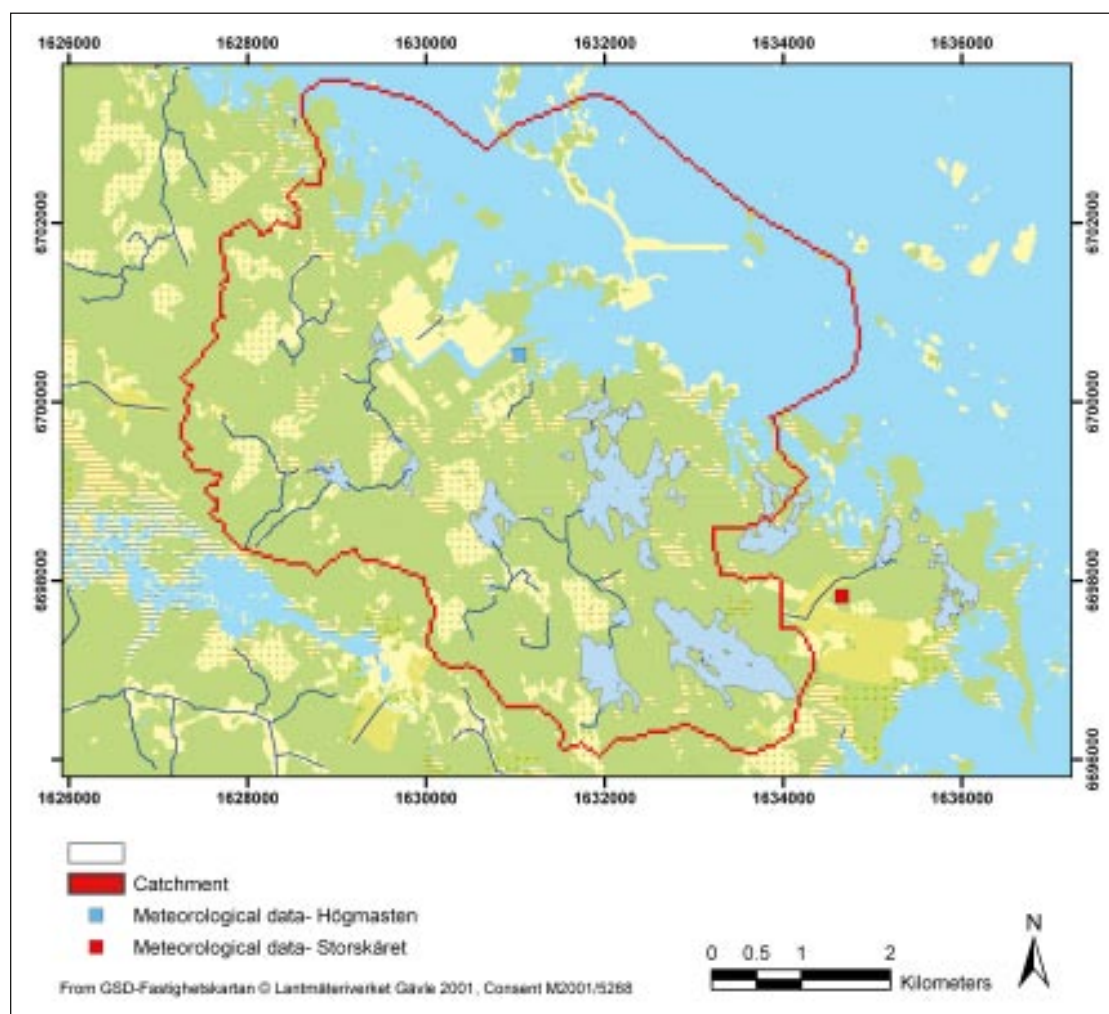 1626000 1628000 1630000 1632000 1634000 1636000
6702000 6702000
6700000 6700000
6698000 6698000
6696000
1626000 1628000 1630000 1632000 1634000 1636000
Catchment
Meteorological data- Högmasten
Meteorological data- Storskäret
N
0 0.5 1 2
Kilometers
From GSD-Fastighetskartan © Lantmäteriverket Gävle 2001, Consent M2001/5268